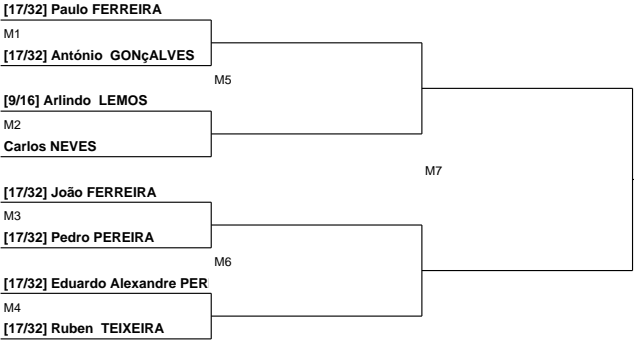 [17/32] Paulo FERREIRA
M1
[17/32] António  GONçALVES
M5
[9/16] Arlindo  LEMOS
M2
Carlos NEVES
M7
[17/32] João FERREIRA
M3
[17/32] Pedro PEREIRA
M6
[17/32] Eduardo Alexandre PER
M4
[17/32] Ruben  TEIXEIRA